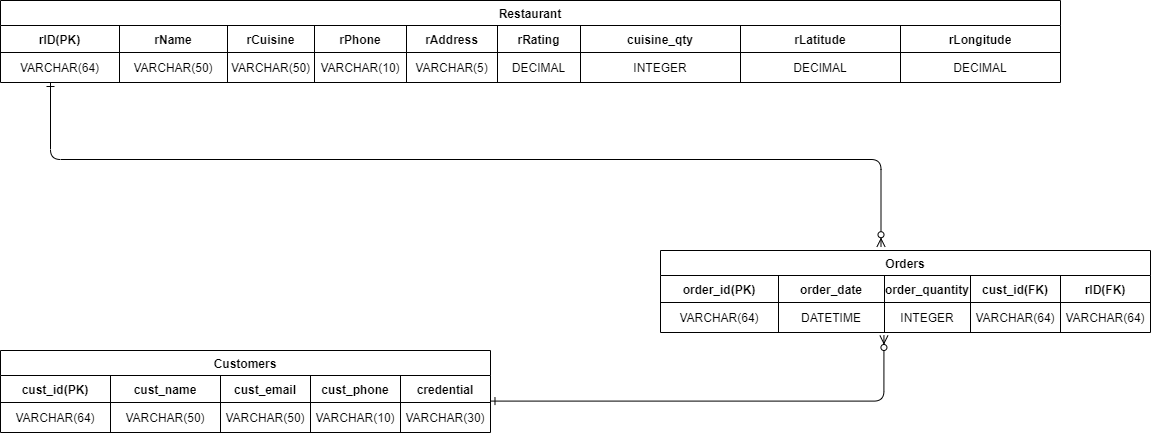 Restaurant
rID(PK) rName rCuisine rPhone rAddress rRating cuisine_qty rLatitude rLongitude
VARCHAR(64) VARCHAR(50) VARCHAR(50) VARCHAR(10) VARCHAR(5) DECIMAL INTEGER DECIMAL DECIMAL
Orders
order_id(PK) order_date order_quantity cust_id(FK) rID(FK)
VARCHAR(64) DATETIME INTEGER VARCHAR(64) VARCHAR(64)
Customers
cust_id(PK) cust_name cust_email cust_phone credential
VARCHAR(64) VARCHAR(50) VARCHAR(50) VARCHAR(10) VARCHAR(30)